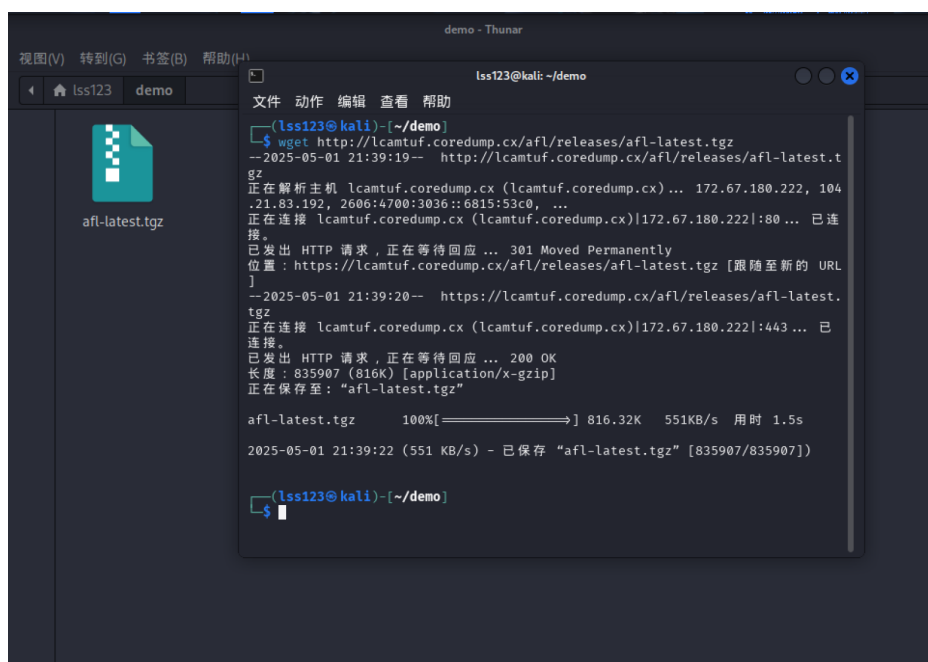 demo - Thunar
视图(V) 转到(G) 书签(B) 帮助(H)
lss123 demo
afl-latest.tgz
lss123@kali: ~/demo
文件 动作 编辑 查看 帮助
┌──(lss123㉿kali)-[~/demo]
└─$ wget http://lcamtuf.coredump.cx/afl/releases/afl-latest.tgz
--2025-05-01 21:39:19-- http://lcamtuf.coredump.cx/afl/releases/afl-latest.t
gz
正在解析主机 lcamtuf.coredump.cx (lcamtuf.coredump.cx)... 172.67.180.222, 104
.21.83.192, 2606:4700:3036::6815:53c0, ...
正在连接 lcamtuf.coredump.cx (lcamtuf.coredump.cx)|172.67.180.222|:80... 已连
接。
已发出 HTTP 请求，正在等待回应... 301 Moved Permanently
位置：https://lcamtuf.coredump.cx/afl/releases/afl-latest.tgz [跟随至新的 URL
]
--2025-05-01 21:39:20-- https://lcamtuf.coredump.cx/afl/releases/afl-latest.
tgz
正在连接 lcamtuf.coredump.cx (lcamtuf.coredump.cx)|172.67.180.222|:443... 已
连接。
已发出 HTTP 请求，正在等待回应... 200 OK
长度：835907 (816K) [application/x-gzip]
正在保存至: “afl-latest.tgz”
afl-latest.tgz 100%[===================>] 816.32K 551KB/s 用时 1.5s
2025-05-01 21:39:22 (551 KB/s) - 已保存 “afl-latest.tgz” [835907/835907])
┌──(lss123㉿kali)-[~/demo]
└─$